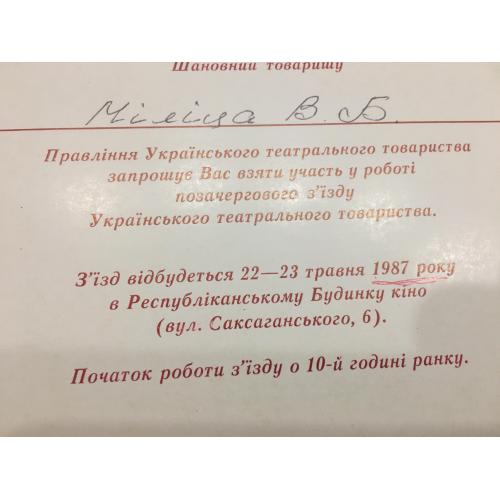 Шановний товаришу
Міліца В. Б.
Правління Українського театрального товариства
запрошує Вас взяти участь у роботі
позачергового з'їзду
Українського театрального товариства.
З'їзд відбудеться 22—23 травня 1987 року
в Республіканському Будинку кіно
(вул. Саксаганського, 6).
Початок роботи з'їзду о 10-й годині ранку.